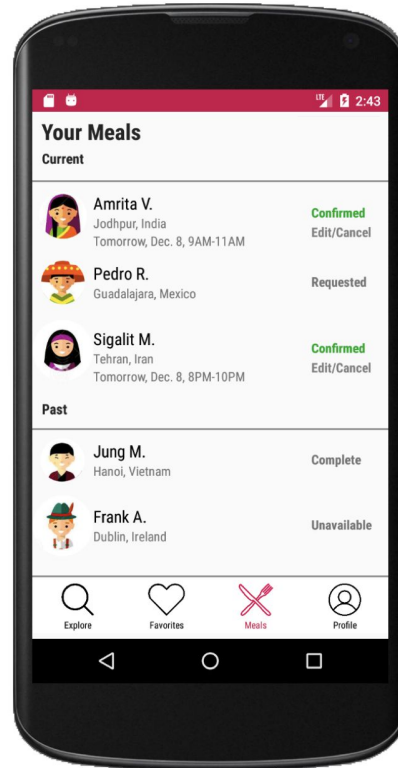 LTE 2:43
Your Meals
Current
Amrita V.
Jodhpur, India
Tomorrow, Dec. 8, 9AM-11AM
Confirmed
Edit/Cancel
Pedro R.
Guadalajara, Mexico
Requested
Sigalit M.
Tehran, Iran
Tomorrow, Dec. 8, 8PM-10PM
Confirmed
Edit/Cancel
Past
Jung M.
Hanoi, Vietnam
Complete
Frank A.
Dublin, Ireland
Unavailable
Explore Favorites Meals Profile